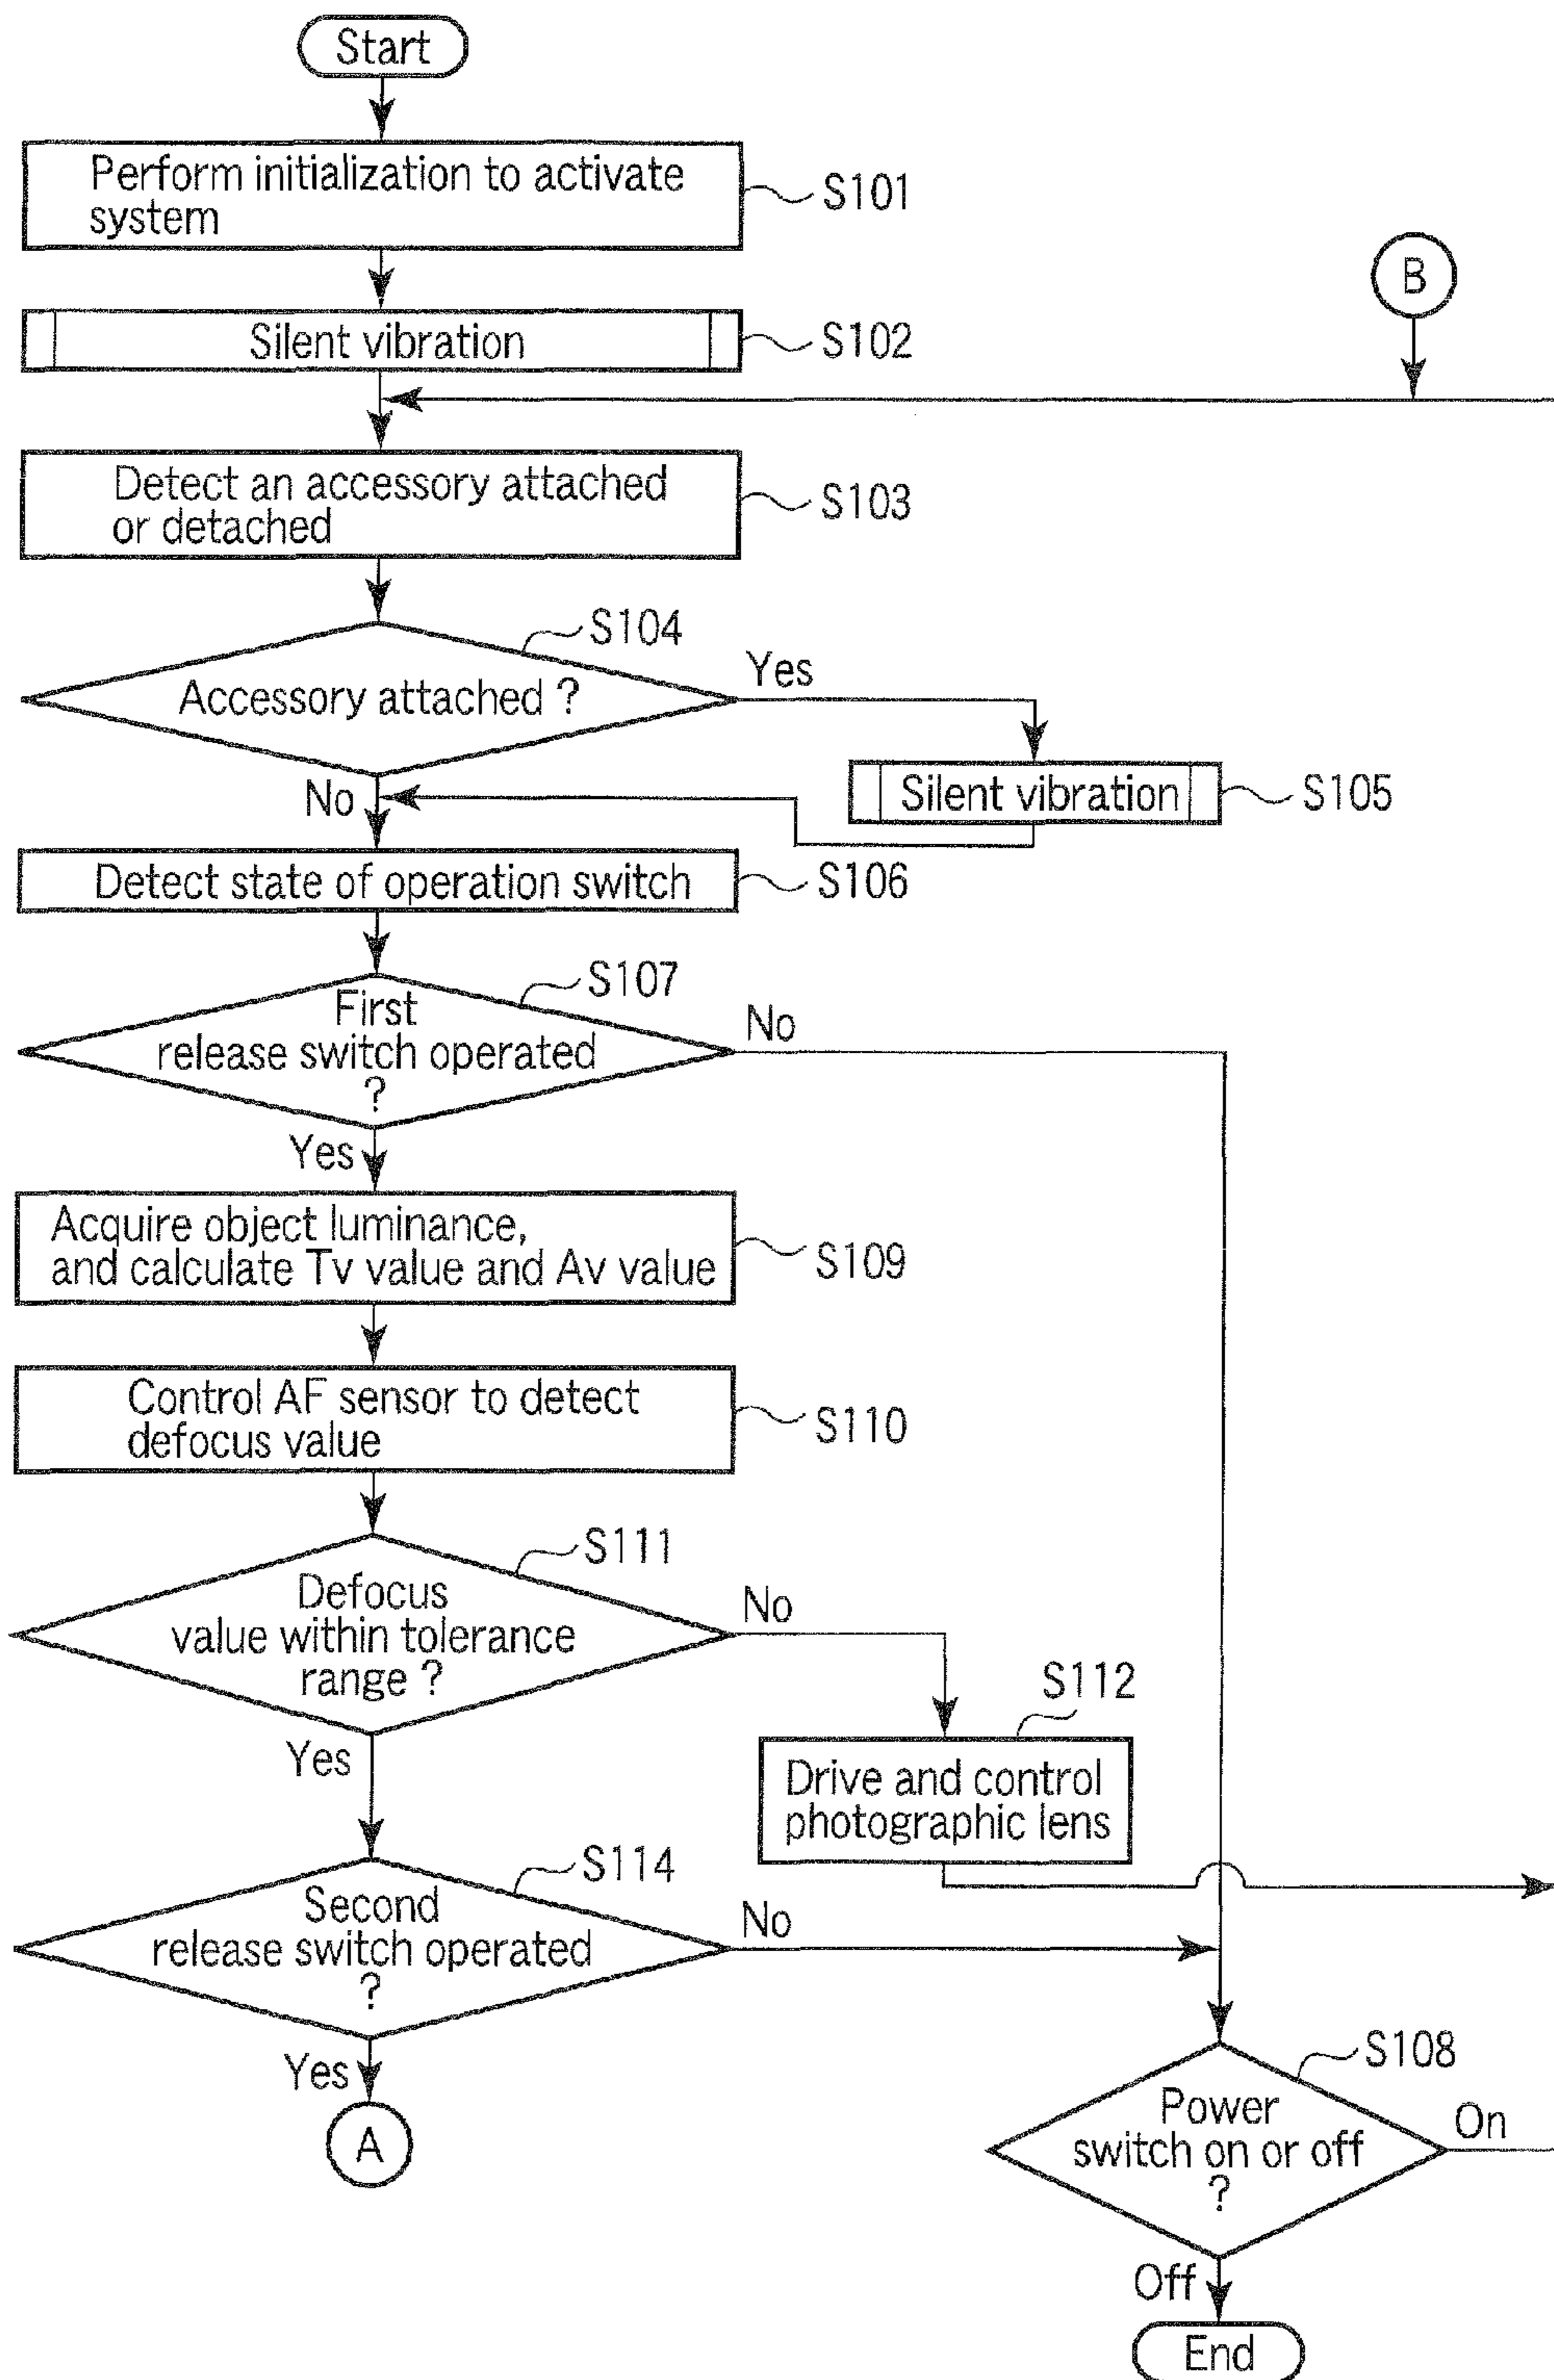 Start
Perform initialization to activate
system
S101
B
Silent vibration
S102
Detect an accessory attached
or detached
S103
S104
Accessory attached ?
Yes
No
Silent vibration
S105
Detect state of operation switch
S106
S107
First
release switch operated
?
No
Yes
Acquire object luminance,
and calculate Tv value and Av value
S109
Control AF sensor to detect
defocus value
S110
S111
Defocus
value within tolerance
range ?
No
Yes
S112
Drive and control
photographic lens
S114
Second
release switch operated
?
No
Yes
A
S108
Power
switch on or off
?
On
Off
End